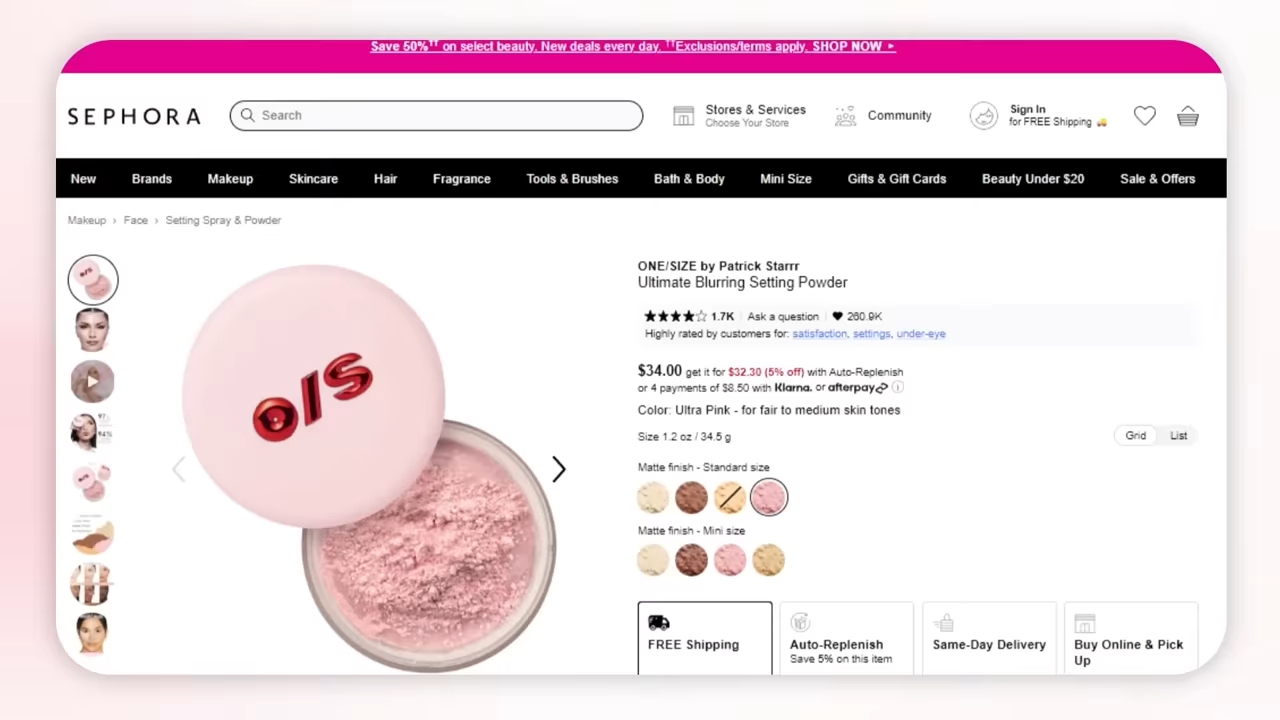 Save 50%†† on select beauty. New deals every day. ††Exclusions/terms apply. SHOP NOW ▸
SEPHORA
Search
Stores & Services
Choose Your Store
Community
Sign In
for FREE Shipping 🚚
New Brands Makeup Skincare Hair Fragrance Tools & Brushes Bath & Body Mini Size Gifts & Gift Cards Beauty Under $20 Sale & Offers
Makeup > Face > Setting Spray & Powder
o/s
ONE/SIZE by Patrick Starrr
Ultimate Blurring Setting Powder
★★★★☆ 1.7K Ask a question 260.9K
Highly rated by customers for: satisfaction, settings, under-eye
$34.00 get it for $32.30 (5% off) with Auto-Replenish
or 4 payments of $8.50 with Klarna. or afterpay
Color: Ultra Pink - for fair to medium skin tones
Size 1.2 oz / 34.5 g
Grid List
Matte finish - Standard size
Matte finish - Mini size
FREE Shipping
Auto-Replenish
Save 5% on this item
Same-Day Delivery
Buy Online & Pick
Up